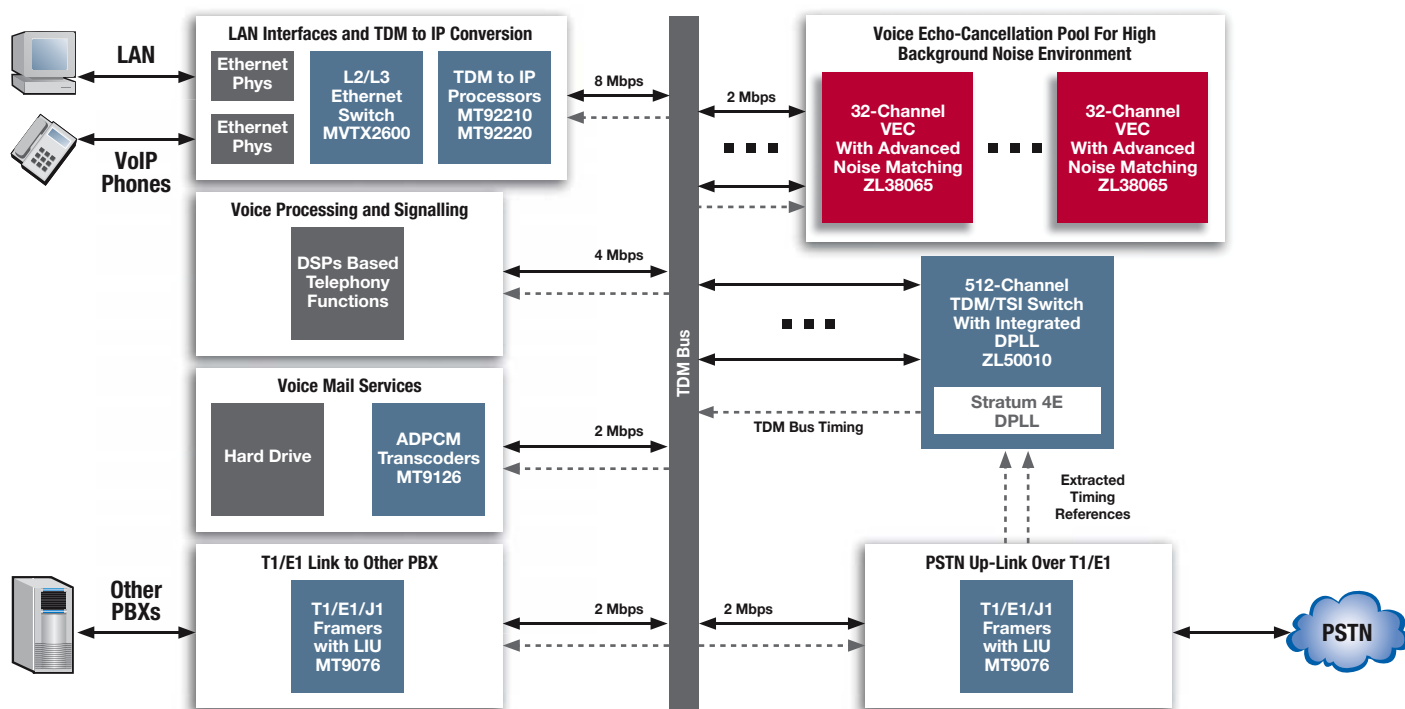 LAN
VoIP
Phones
LAN Interfaces and TDM to IP Conversion
Ethernet
Phys
Ethernet
Phys
L2/L3
Ethernet
Switch
MVTX2600
TDM to IP
Processors
MT92210
MT92220
8 Mbps
Voice Processing and Signalling
DSPs Based
Telephony
Functions
4 Mbps
Voice Mail Services
Hard Drive
ADPCM
Transcoders
MT9126
2 Mbps
Other
PBXs
T1/E1 Link to Other PBX
T1/E1/J1
Framers
with LIU
MT9076
2 Mbps
TDM Bus
Voice Echo-Cancellation Pool For High
Background Noise Environment
2 Mbps
32-Channel
VEC
With Advanced
Noise Matching
ZL38065
32-Channel
VEC
With Advanced
Noise Matching
ZL38065
512-Channel
TDM/TSI Switch
With Integrated
DPLL
ZL50010
Stratum 4E
DPLL
TDM Bus Timing
Extracted
Timing
References
PSTN Up-Link Over T1/E1
2 Mbps
T1/E1/J1
Framers
with LIU
MT9076
PSTN